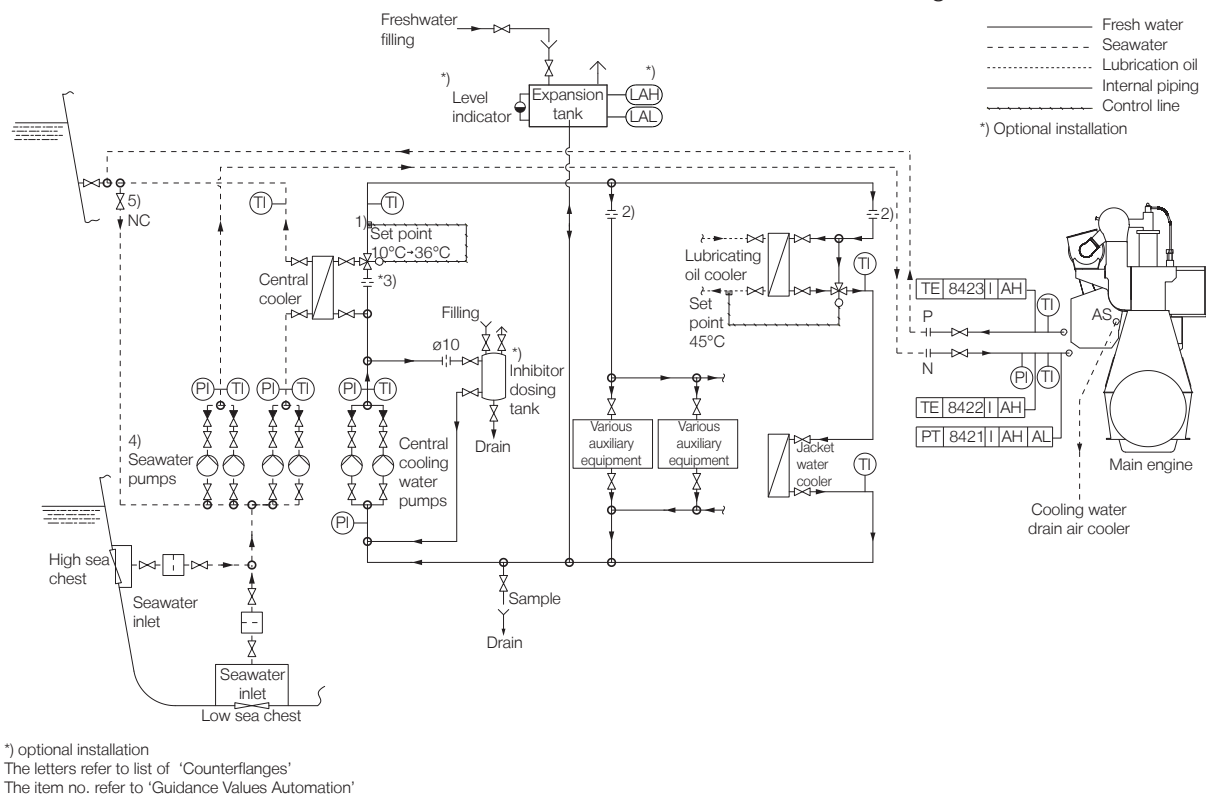 Freshwater
filling
*)
Level
indicator
Expansion
tank
*)
LAH
LAL
Fresh water
Seawater
Lubrication oil
Internal piping
Control line
*) Optional installation
5)
NC
TI
TI
1)
Set point
10°C→36°C
Central
cooler
*3)
2)
2)
Lubricating
oil cooler
TI
Set
point
45°C
Filling
ø10
*)
Inhibitor
dosing
tank
Drain
PI
TI
PI
TI
PI
TI
4)
Seawater
pumps
Central
cooling
water
pumps
PI
Various
auxiliary
equipment
Various
auxiliary
equipment
Jacket
water
cooler
TI
TE 8423 I AH
TI
P
AS
N
PI
TI
TE 8422 I AH
PT 8421 I AH AL
Main engine
Cooling water
drain air cooler
High sea
chest
Seawater
inlet
Sample
Drain
Seawater
inlet
Low sea chest
*) optional installation
The letters refer to list of 'Counterflanges'
The item no. refer to 'Guidance Values Automation'